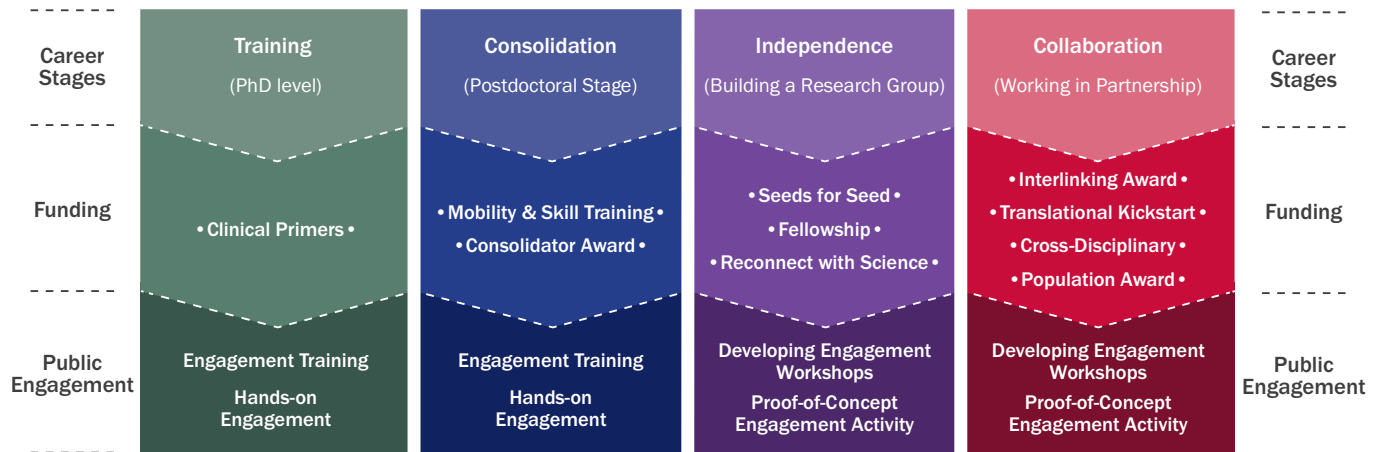 Career
Stages
Training
(PhD level)
Consolidation
(Postdoctoral Stage)
Independence
(Building a Research Group)
Collaboration
(Working in Partnership)
Career
Stages
Funding
• Clinical Primers •
• Mobility & Skill Training •
• Consolidator Award •
• Seeds for Seed •
• Fellowship •
• Reconnect with Science •
• Interlinking Award •
• Translational Kickstart •
• Cross-Disciplinary •
• Population Award •
Funding
Public
Engagement
Engagement Training
Hands-on
Engagement
Engagement Training
Hands-on
Engagement
Developing Engagement
Workshops
Proof-of-Concept
Engagement Activity
Developing Engagement
Workshops
Proof-of-Concept
Engagement Activity
Public
Engagement